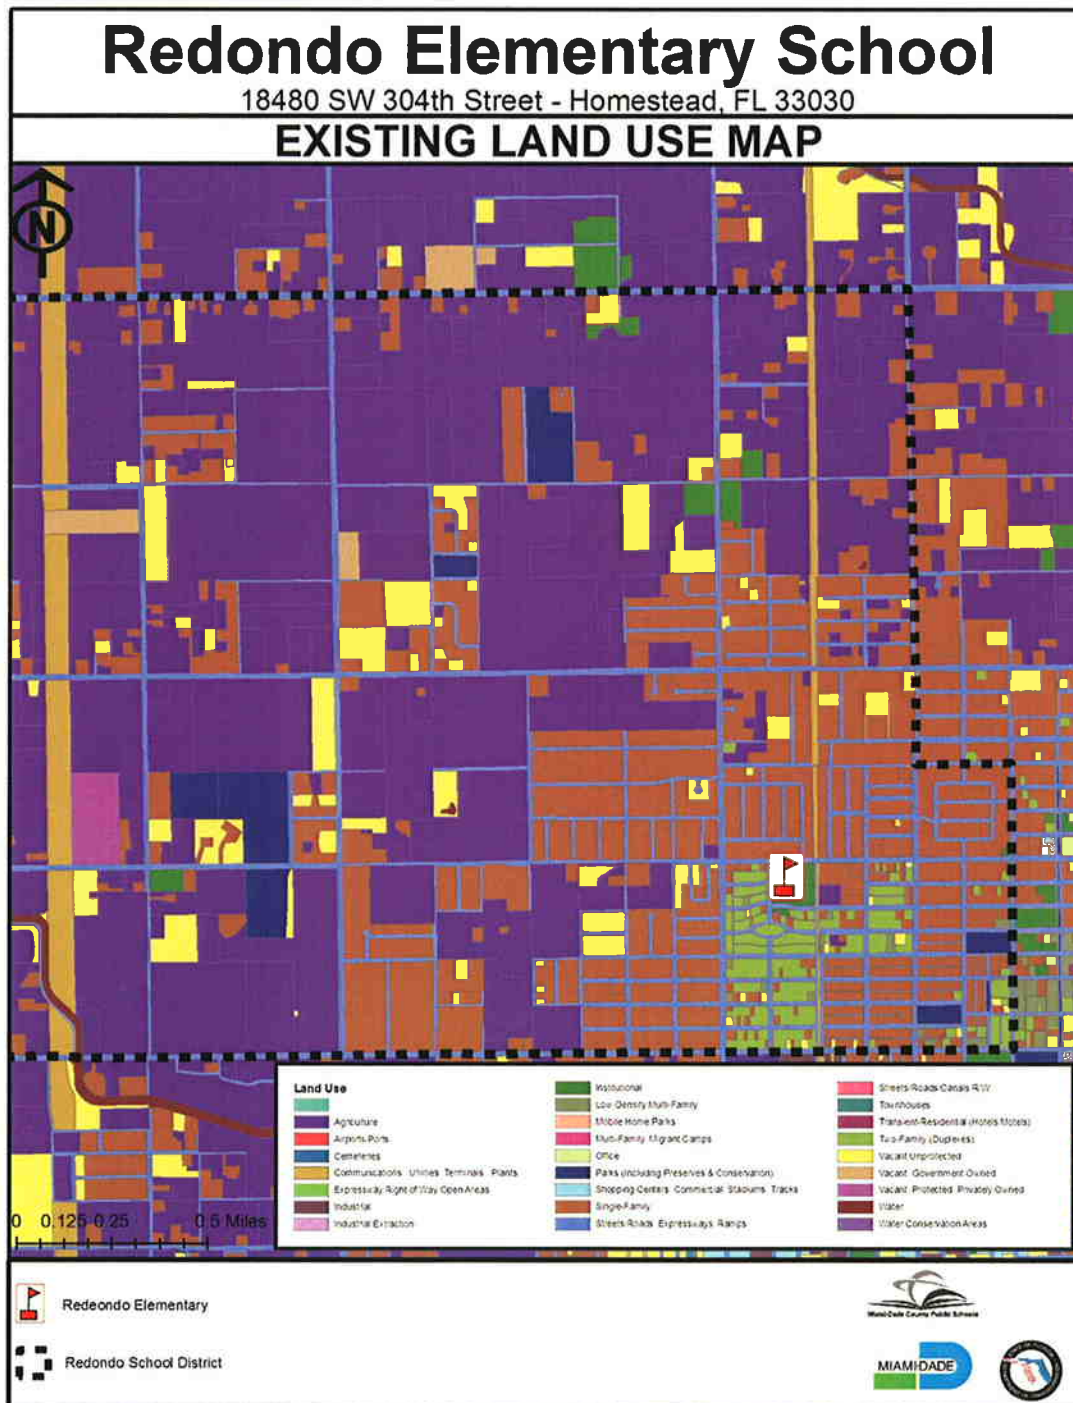 Redondo Elementary School
18480 SW 304th Street - Homestead, FL 33030
EXISTING LAND USE MAP
N
Land Use
Agriculture
Airports Ports
Cemeteries
Communications Utilities Terminals Plants
Expressway Right of Way Open Areas
Industrial
Industrial Extraction
Institutional
Low Density Multi-Family
Mobile Home Parks
Multi-Family Migrant Camps
Office
Parks (Including Preserves & Conservation)
Shopping Centers Commercial Stadiums Tracks
Single-Family
Streets Roads Expressways Ramps
Streets Roads Canals R/W
Townhouses
Transient-Residential (Hotels Motels)
Two-Family (Duplexes)
Vacant Unprotected
Vacant Government Owned
Vacant Protected Privately Owned
Water
Water Conservation Areas
0 0.125 0.25 0.5 Miles
Redeondo Elementary
Redondo School District
Miami-Dade County Public Schools
MIAMI-DADE